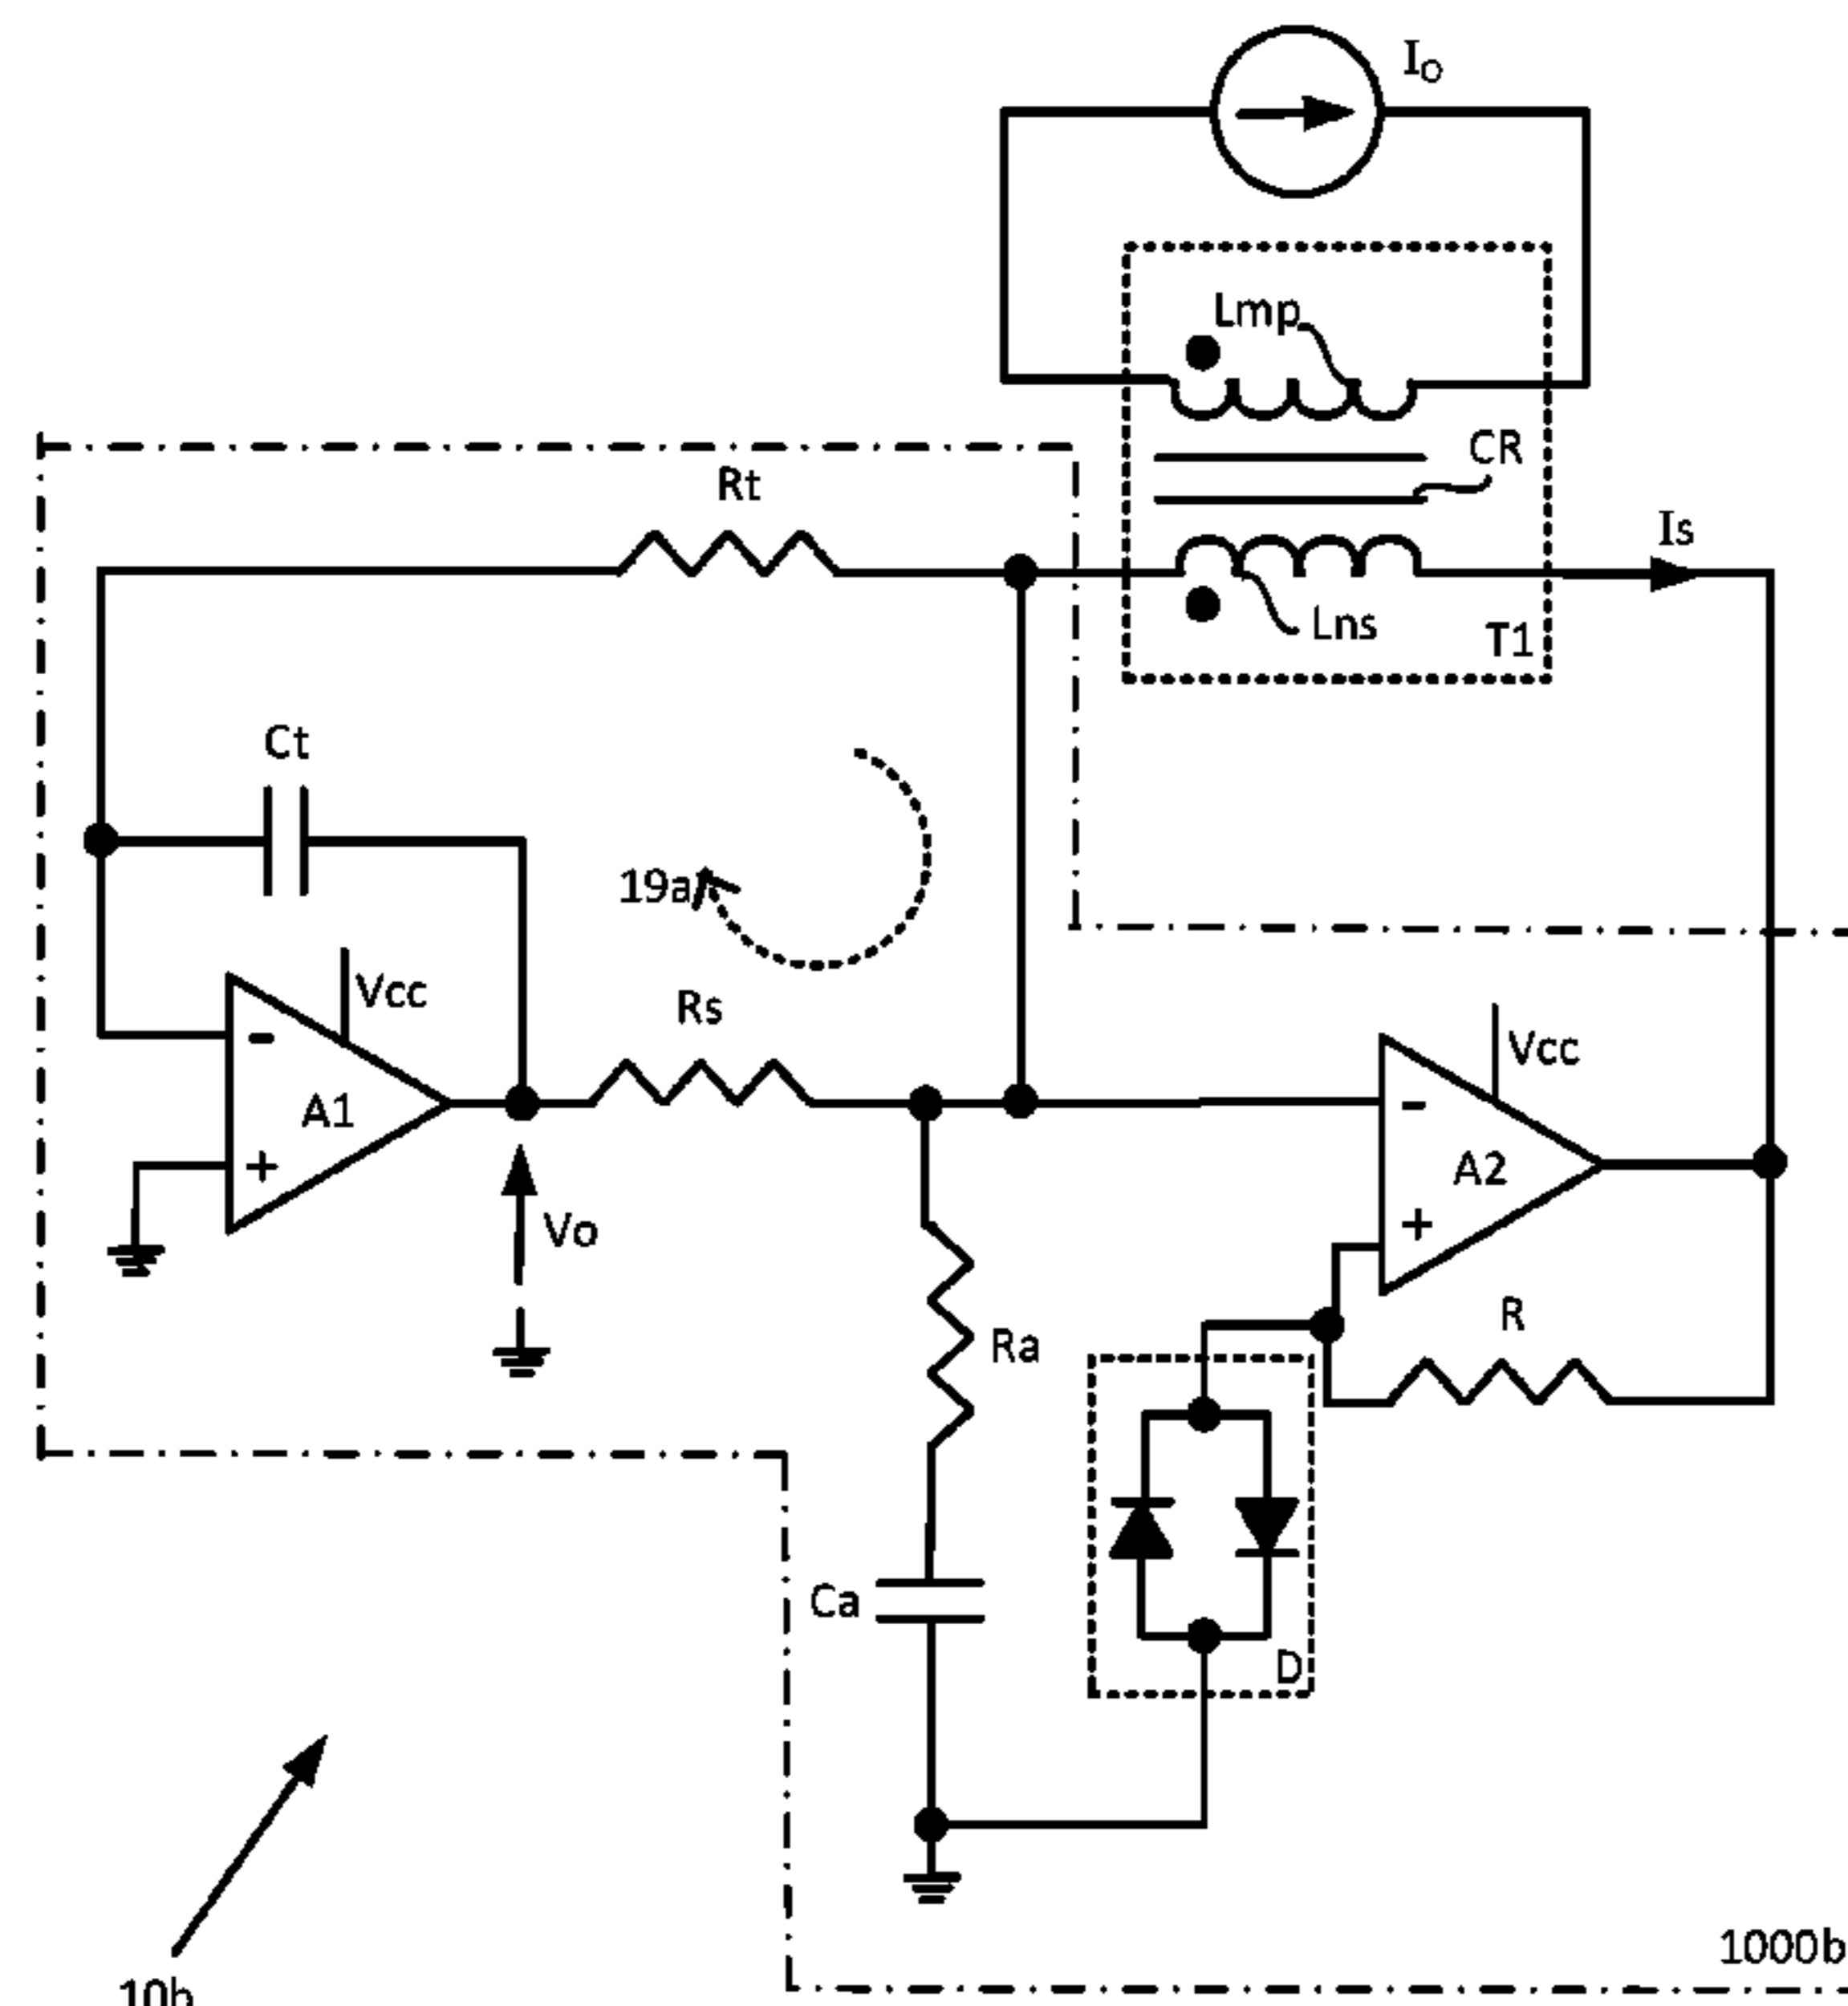 Io
Lmp
CR
Rt
Is
Lns
T1
Ct
19a
Vcc
Rs
Vcc
-
-
A1
A2
+
+
Vo
R
Ra
Ca
D
1000b
10b